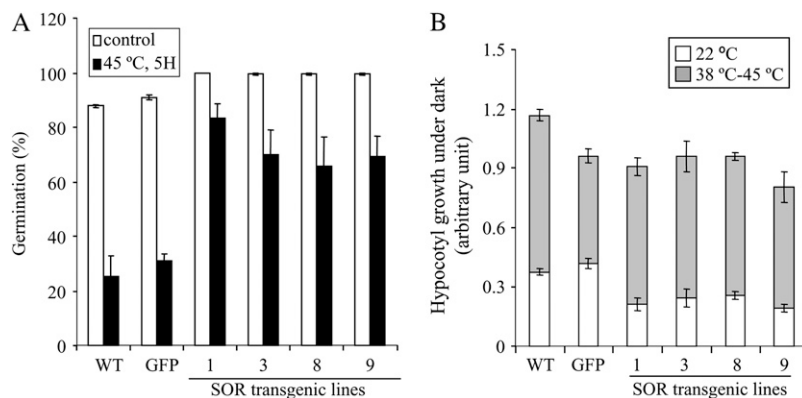 A
control
45 ºC, 5H
Germination (%)
120
100
80
60
40
20
0
WT
GFP
1
3
8
9
SOR transgenic lines
B
22 ºC
38 ºC-45 ºC
Hypocotyl growth under dark
(arbitrary unit)
1.5
1.2
0.9
0.6
0.3
0
WT
GFP
1
3
8
9
SOR transgenic lines